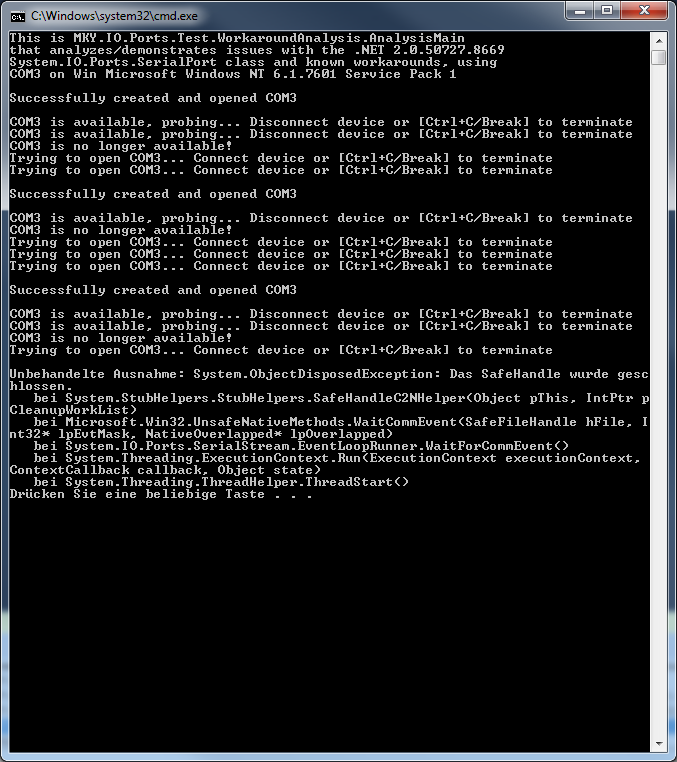 C:\Windows\system32\cmd.exe
This is MKY.IO.Ports.Test.WorkaroundAnalysis.AnalysisMain
that analyzes/demonstrates issues with the .NET 2.0.50727.8669
System.IO.Ports.SerialPort class and known workarounds, using
COM3 on Win Microsoft Windows NT 6.1.7601 Service Pack 1
Successfully created and opened COM3
COM3 is available, probing... Disconnect device or [Ctrl+C/Break] to terminate
COM3 is available, probing... Disconnect device or [Ctrl+C/Break] to terminate
COM3 is no longer available!
Trying to open COM3... Connect device or [Ctrl+C/Break] to terminate
Trying to open COM3... Connect device or [Ctrl+C/Break] to terminate
Successfully created and opened COM3
COM3 is available, probing... Disconnect device or [Ctrl+C/Break] to terminate
COM3 is no longer available!
Trying to open COM3... Connect device or [Ctrl+C/Break] to terminate
Trying to open COM3... Connect device or [Ctrl+C/Break] to terminate
Trying to open COM3... Connect device or [Ctrl+C/Break] to terminate
Successfully created and opened COM3
COM3 is available, probing... Disconnect device or [Ctrl+C/Break] to terminate
COM3 is available, probing... Disconnect device or [Ctrl+C/Break] to terminate
COM3 is no longer available!
Trying to open COM3... Connect device or [Ctrl+C/Break] to terminate
Unbehandelte Ausnahme: System.ObjectDisposedException: Das SafeHandle wurde gesc
hlossen.
   bei System.StubHelpers.StubHelpers.SafeHandleC2NHelper(Object pThis, IntPtr p
CleanupWorkList)
   bei Microsoft.Win32.UnsafeNativeMethods.WaitCommEvent(SafeFileHandle hFile, I
nt32* lpEvtMask, NativeOverlapped* lpOverlapped)
   bei System.IO.Ports.SerialStream.EventLoopRunner.WaitForCommEvent()
   bei System.Threading.ExecutionContext.Run(ExecutionContext executionContext,
ContextCallback callback, Object state)
   bei System.Threading.ThreadHelper.ThreadStart()
Drücken Sie eine beliebige Taste . . .